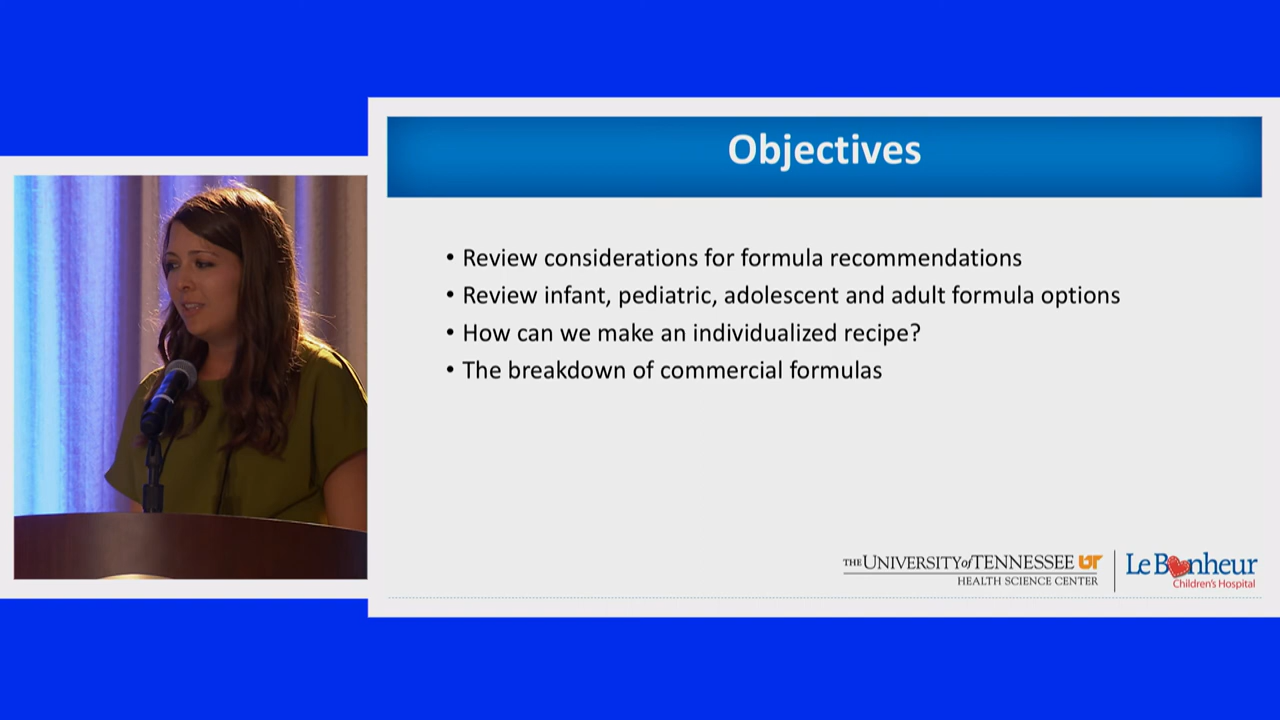 Objectives
• Review considerations for formula recommendations
• Review infant, pediatric, adolescent and adult formula options
• How can we make an individualized recipe?
• The breakdown of commercial formulas
THE UNIVERSITY of TENNESSEE UT
HEALTH SCIENCE CENTER
Le Bonheur
Children's Hospital